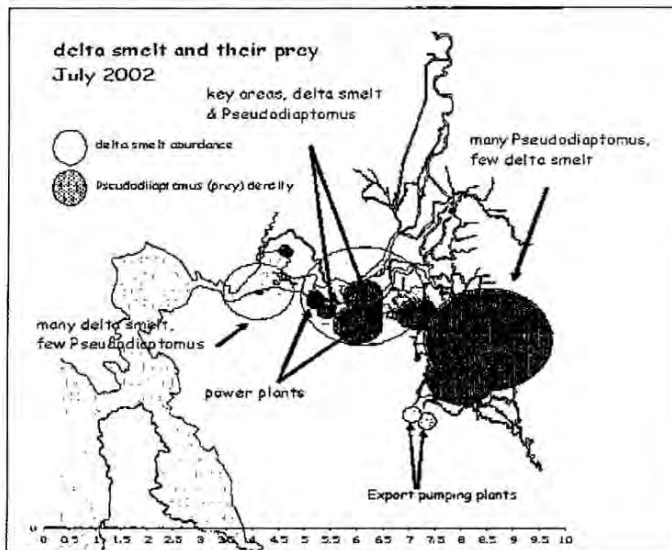 delta smelt and their prey
July 2002
key areas, delta smelt
& Pseudodiaptomus
many Pseudodiaptomus,
few delta smelt
delta smelt abundance
Pseudodiaptomus (prey) density
many delta smelt,
few Pseudodiaptomus
power plants
Export pumping plants
0
0 0.5 1 1.5 2 2.5 3 3.5 4 4.5 5 5.5 6 6.5 7 7.5 8 8.5 9 9.5 10